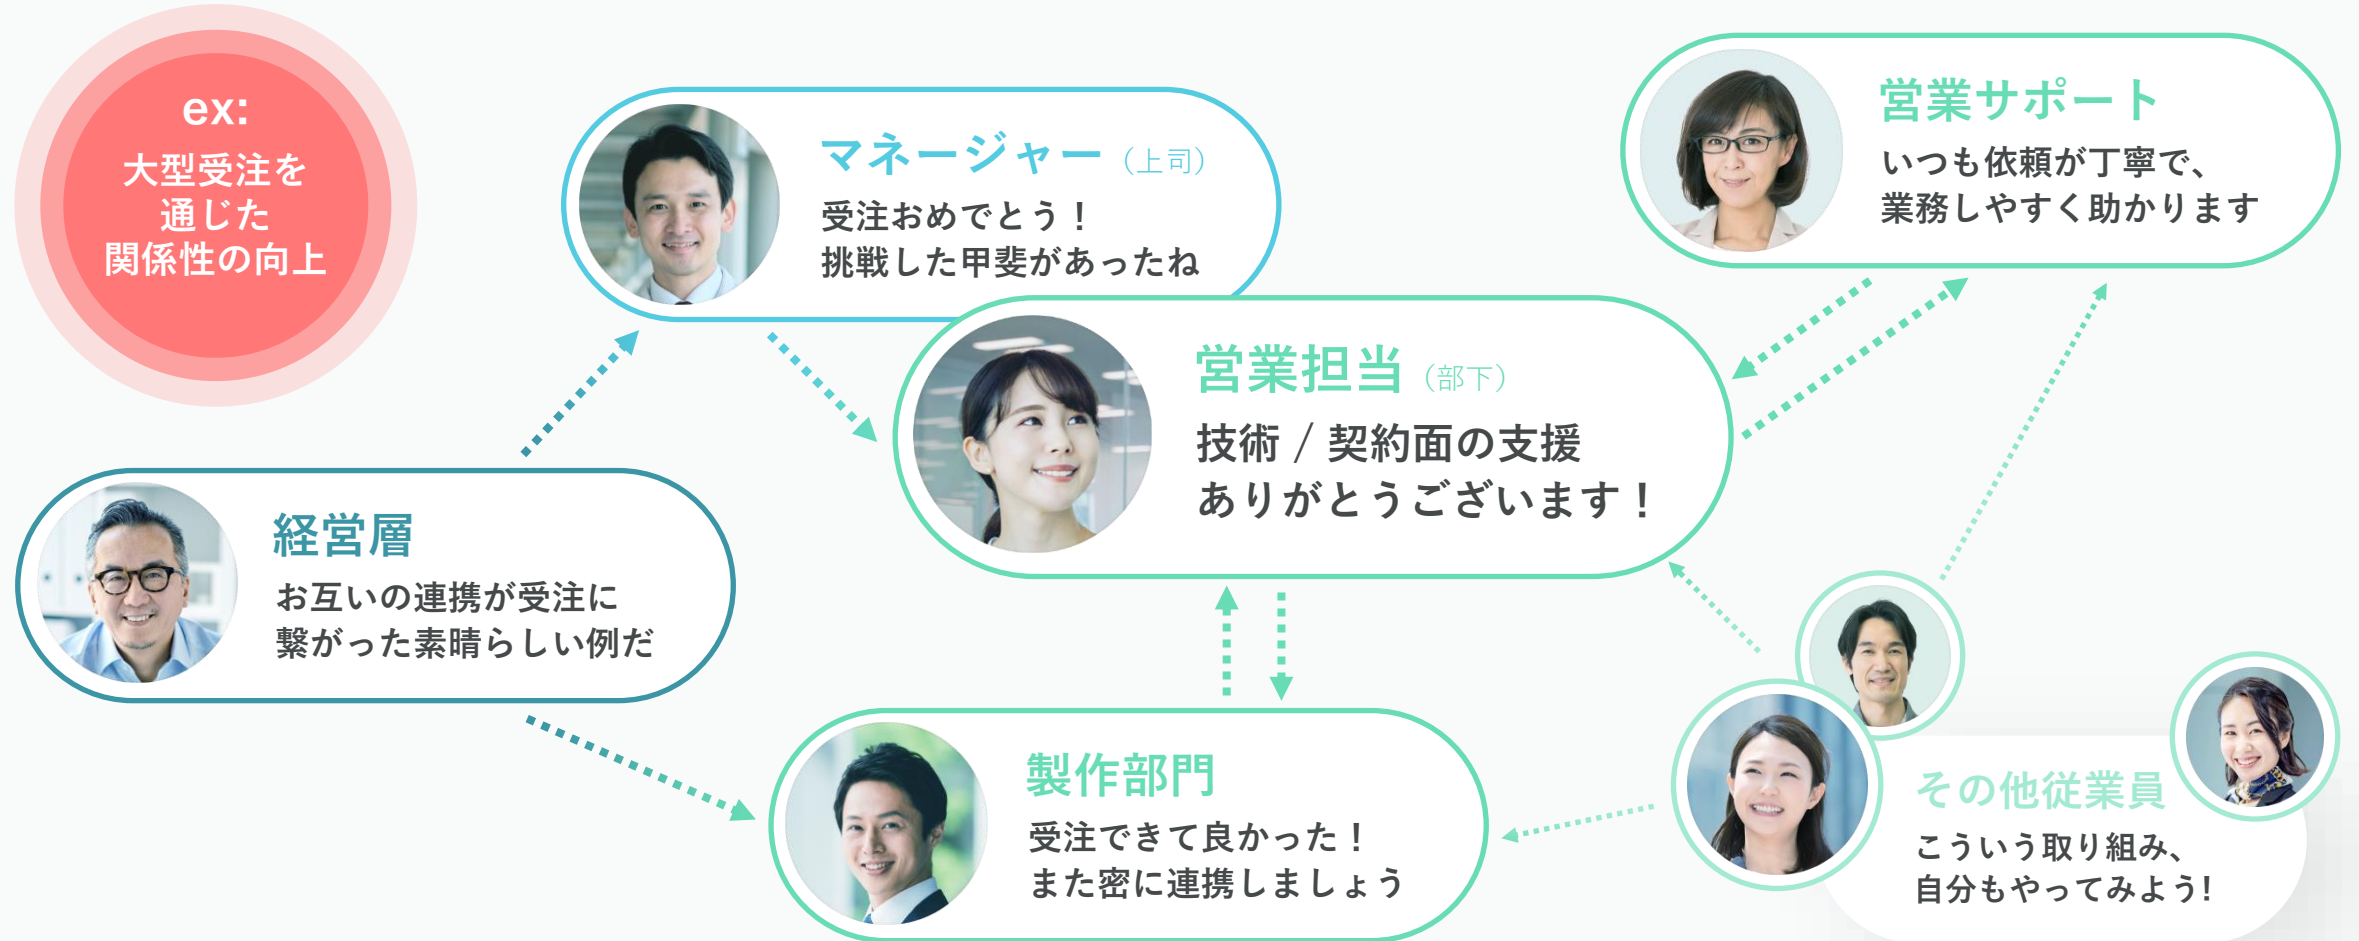 ex:
大型受注を
通じた
関係性の向上
マネージャー（上司）
受注おめでとう！
挑戦した甲斐があったね
営業サポート
いつも依頼が丁寧で、
業務しやすく助かります
営業担当（部下）
技術 / 契約面の支援
ありがとうございます！
経営層
お互いの連携が受注に
繋がった素晴らしい例だ
製作部門
受注できて良かった！
また密に連携しましょう
その他従業員
こういう取り組み、
自分もやってみよう!